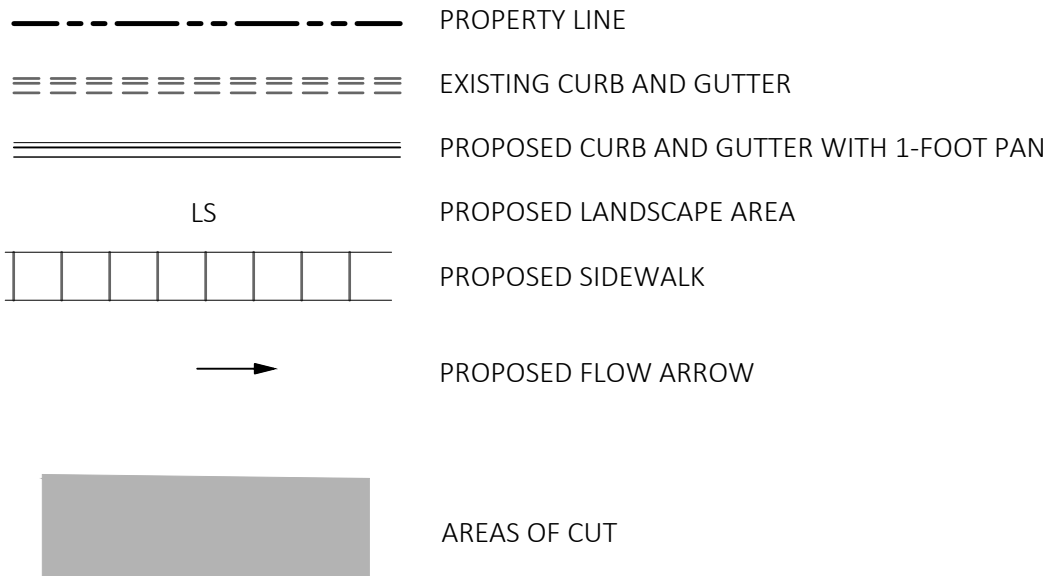 PROPERTY LINE
EXISTING CURB AND GUTTER
PROPOSED CURB AND GUTTER WITH 1-FOOT PAN
LS PROPOSED LANDSCAPE AREA
PROPOSED SIDEWALK
PROPOSED FLOW ARROW
AREAS OF CUT